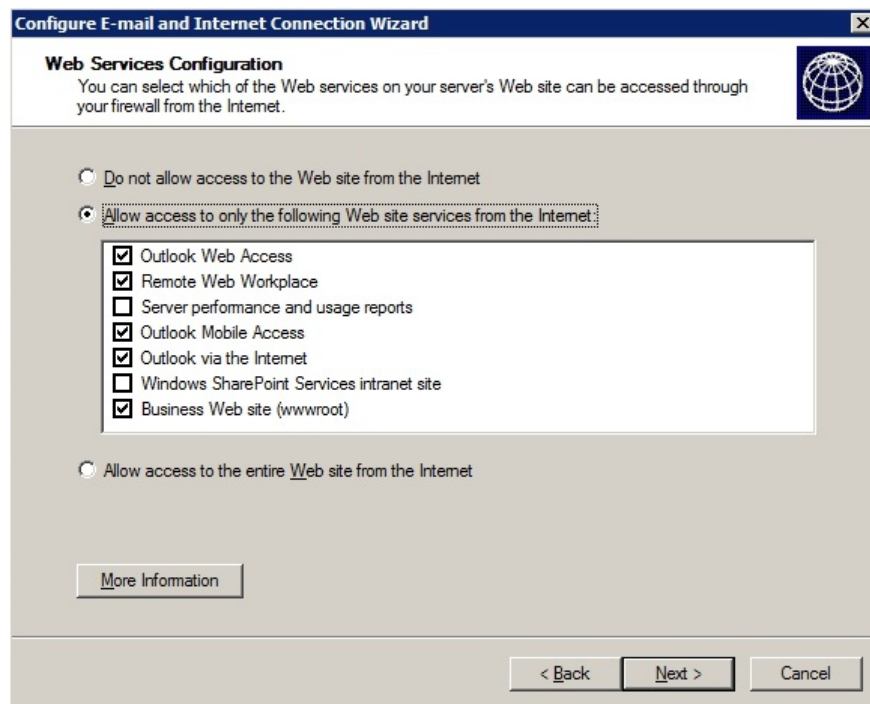 Configure E-mail and Internet Connection Wizard
Web Services Configuration
You can select which of the Web services on your server's Web site can be accessed through
your firewall from the Internet.
Do not allow access to the Web site from the Internet
Allow access to only the following Web site services from the Internet:
Outlook Web Access
Remote Web Workplace
Server performance and usage reports
Outlook Mobile Access
Outlook via the Internet
Windows SharePoint Services intranet site
Business Web site (wwwroot)
Allow access to the entire Web site from the Internet
More Information
< Back
Next >
Cancel